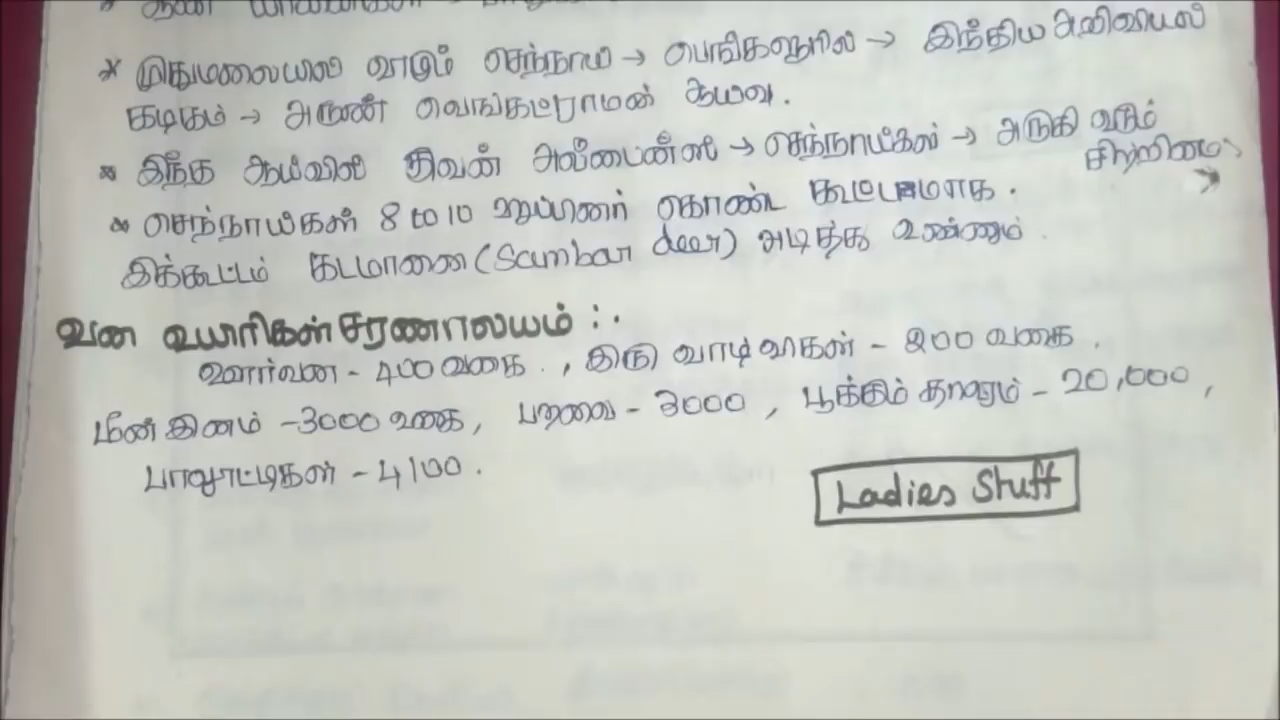 * முதுமலையில் வாழும் செந்நாய் → பெங்களூரில் → இந்திய அறிவியல்
கழகம் → அருண் வெங்கட்ராமன் ஆய்வு.
* இந்த ஆய்வில் சிவன் அல்பைன்ஸ் → செந்நாய்கள் → அருகி வரும்
சிற்றினம்
* செந்நாய்கள் 8 to 10 உறுப்பினர் கொண்ட கூட்டமாக.
இக்கூட்டம் கடமானை (Sambar deer) அடித்து உண்ணும்.
வன உயிரிகள் சரணாலயம் :.
ஊர்வன - 400 வகை., இரு வாழ்விகள் - 200 வகை.
மீன் இனம் -3000 வகை, பறவை - 3000, பூக்கும் தாவரம் - 20,000,
பாலூட்டிகள் - 4100.
Ladies Stuff